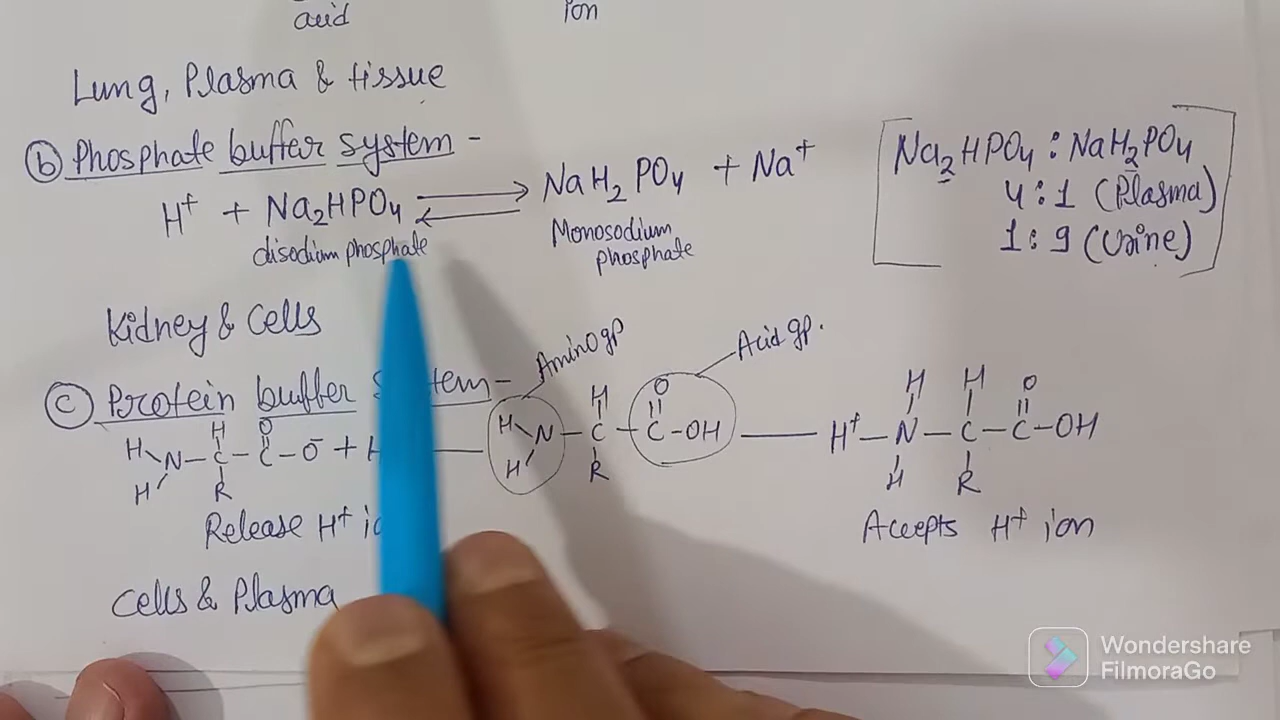 acid ion
Lung, Plasma & tissue
(b) Phosphate buffer system -
H⁺ + Na₂HPO₄ ⇌ NaH₂PO₄ + Na⁺
disodium phosphate
Monosodium
phosphate
Na₂HPO₄ : NaH₂PO₄
4:1 (Plasma)
1:9 (Urine)
Kidney & Cells
Amino gp
Acid gp.
(c) Protein buffer S tem-
H H O
H N - C - C - O⁻ + H
R
H H O
H N - C - C - OH
R
H H O
H⁺ - N - C - C - OH
H R
Release H⁺ i
Accepts H⁺ ion
Cells & Plasma
Wondershare
FilmoraGo